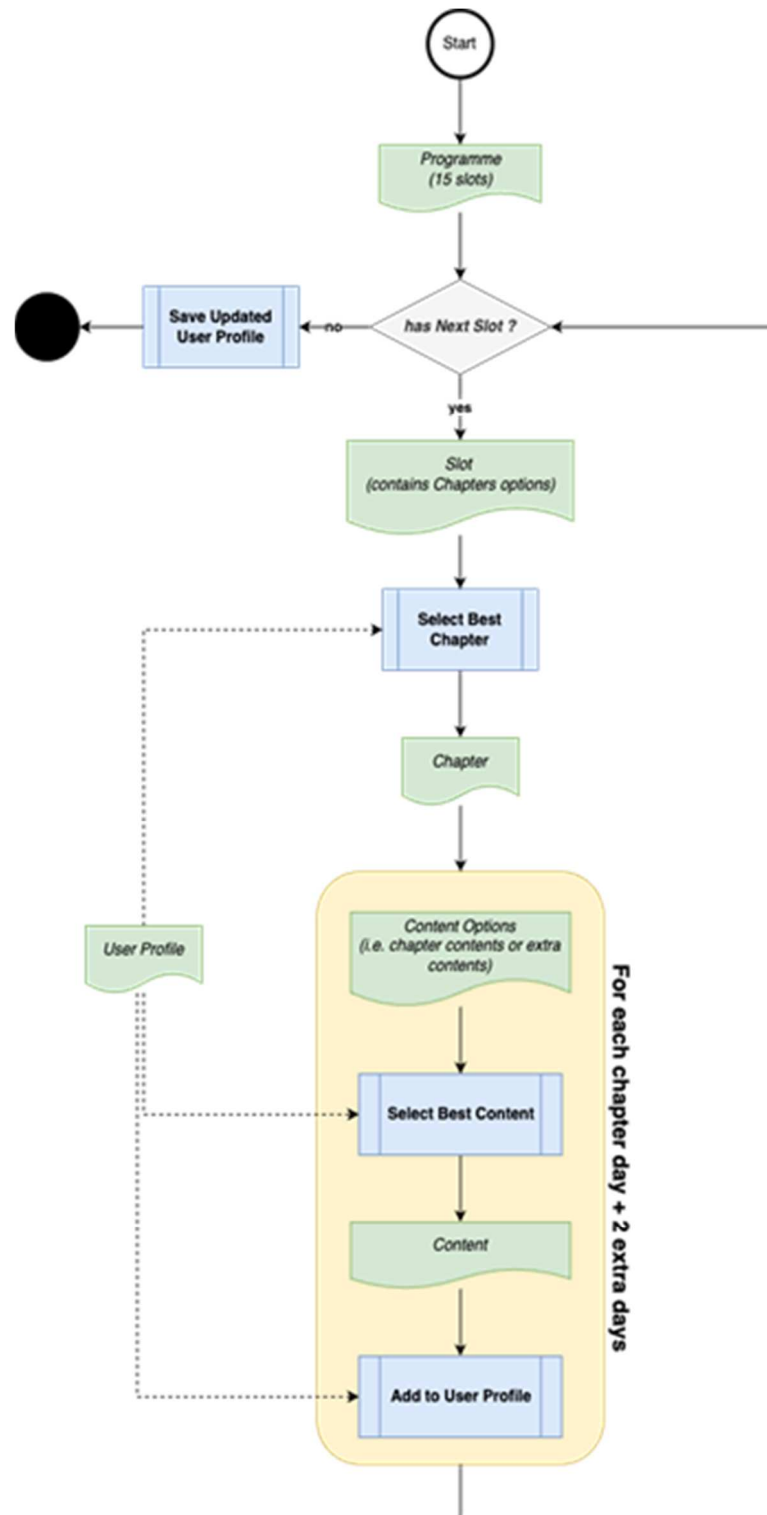 Start
Programme
(15 slots)
Save Updated
User Profile
no
has Next Slot ?
yes
Slot
(contains Chapters options)
Select Best
Chapter
Chapter
User Profile
Content Options
(i.e. chapter contents or extra
contents)
Select Best Content
Content
Add to User Profile
For each chapter day + 2 extra days